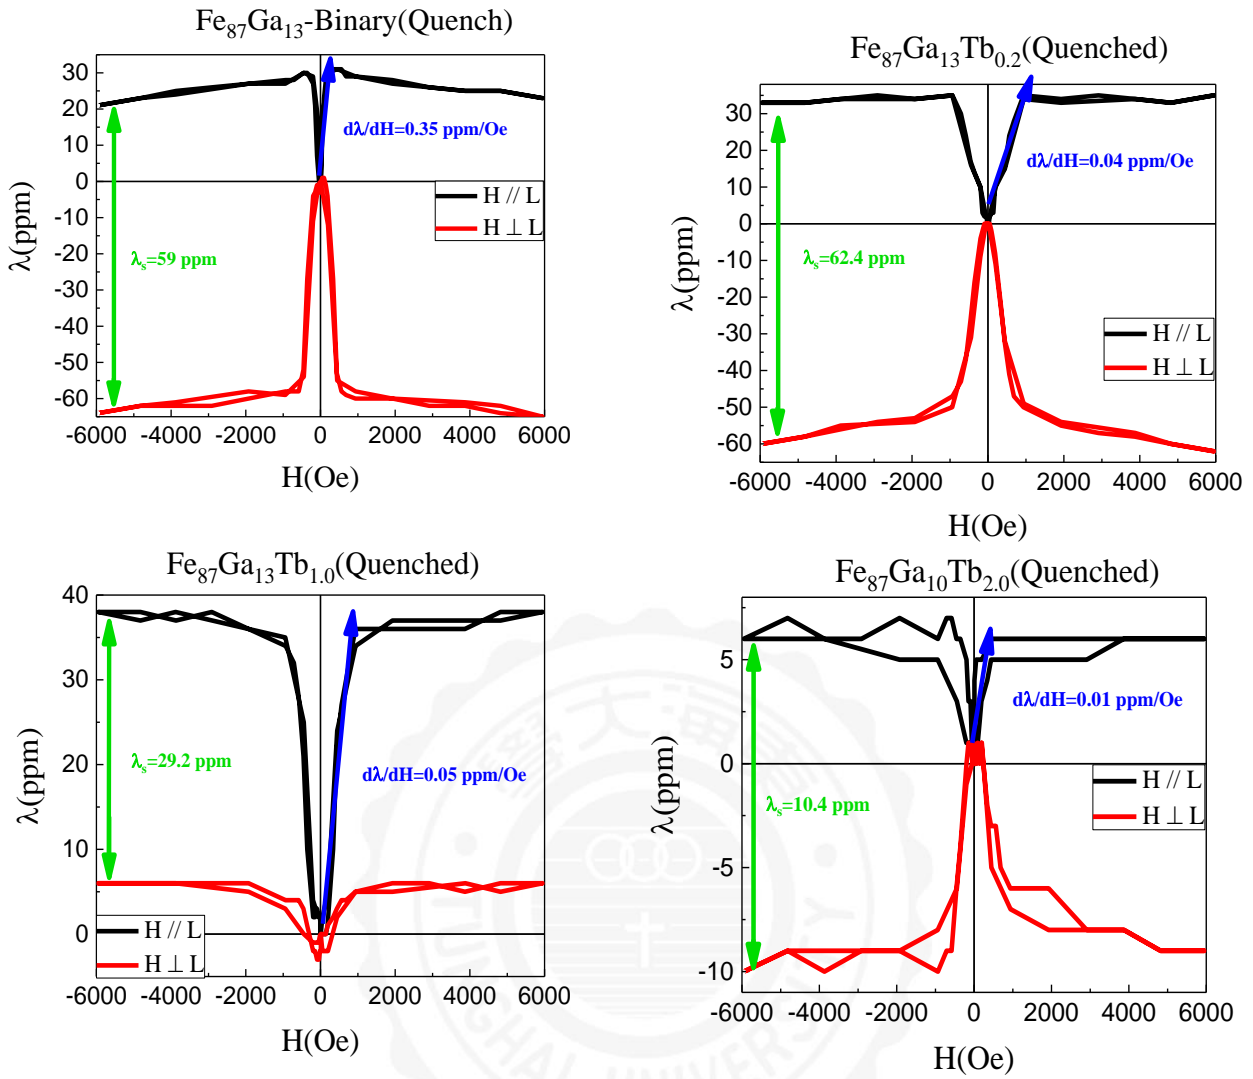 Fe87Ga13-Binary(Quench)
λ(ppm)
30
20
10
0
-10
-20
-30
-40
-50
-60
dλ/dH=0.35 ppm/Oe
H // L
H ⊥ L
λs=59 ppm
-6000 -4000 -2000 0 2000 4000 6000
H(Oe)
Fe87Ga13Tb0.2(Quenched)
λ(ppm)
30
20
10
0
-10
-20
-30
-40
-50
-60
dλ/dH=0.04 ppm/Oe
λs=62.4 ppm
H // L
H ⊥ L
-6000 -4000 -2000 0 2000 4000 6000
H(Oe)
Fe87Ga13Tb1.0(Quenched)
λ(ppm)
40
30
20
10
0
λs=29.2 ppm
dλ/dH=0.05 ppm/Oe
H // L
H ⊥ L
-6000 -4000 -2000 0 2000 4000 6000
H(Oe)
Fe87Ga10Tb2.0(Quenched)
λ(ppm)
5
0
-5
-10
dλ/dH=0.01 ppm/Oe
H // L
H ⊥ L
λs=10.4 ppm
-6000 -4000 -2000 0 2000 4000 6000
H(Oe)
TUNGHAI UNIVERSITY